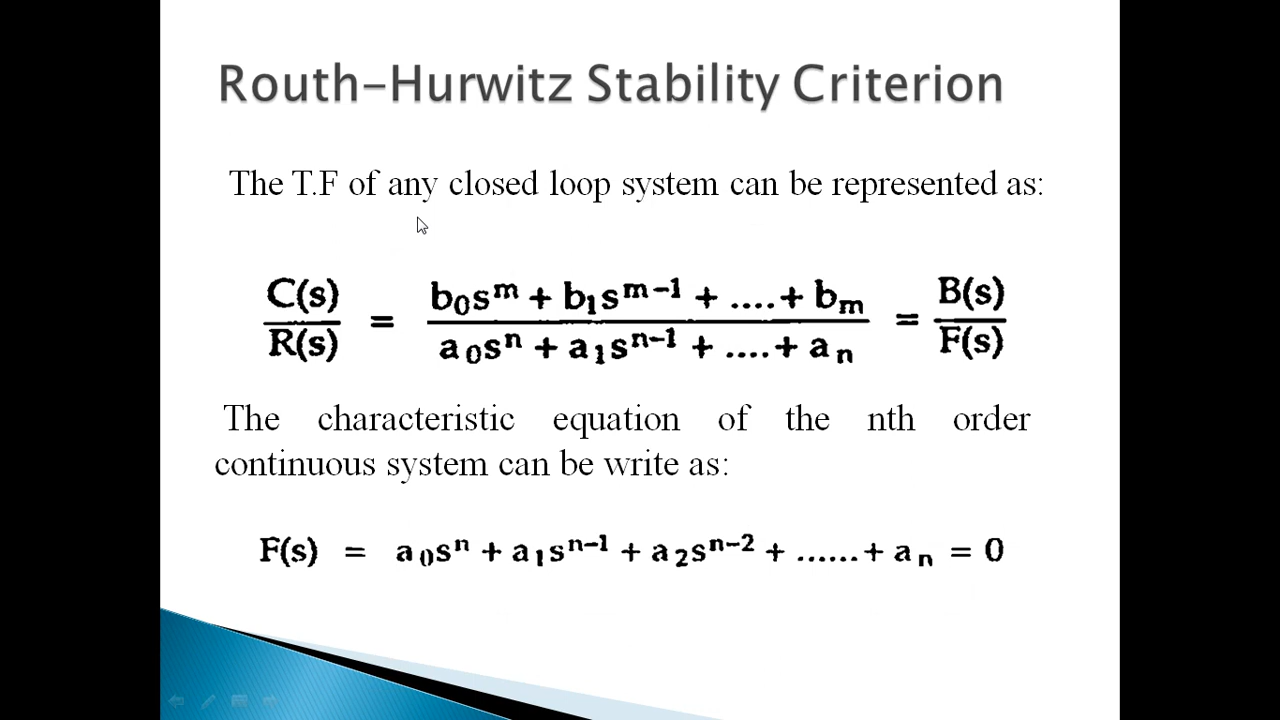 Routh-Hurwitz Stability Criterion
The T.F of any closed loop system can be represented as:
C(s)/R(s) = (b₀sᵐ + b₁sᵐ⁻¹ + .... + bₘ)/(a₀sⁿ + a₁sⁿ⁻¹ + .... + aₙ) = B(s)/F(s)
The characteristic equation of the nth order
continuous system can be write as:
F(s) = a₀sⁿ + a₁sⁿ⁻¹ + a₂sⁿ⁻² + ...... + aₙ = 0